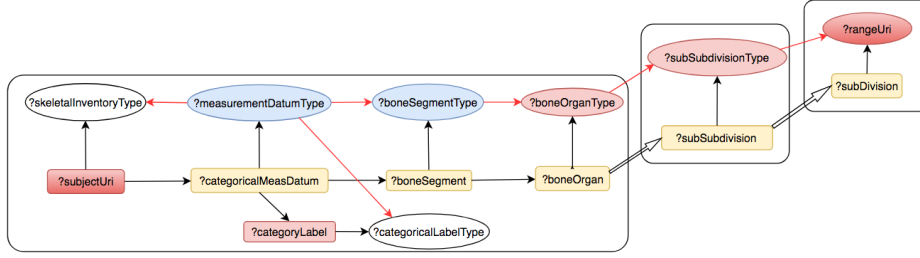 ?rangeUri
?subSubdivisionType
?subDivision
?skeletalInventoryType
?measurementDatumType
?boneSegmentType
?boneOrganType
?subSubdivision
?subjectUri
?categoricalMeasDatum
?boneSegment
?boneOrgan
?categoryLabel
?categoricalLabelType